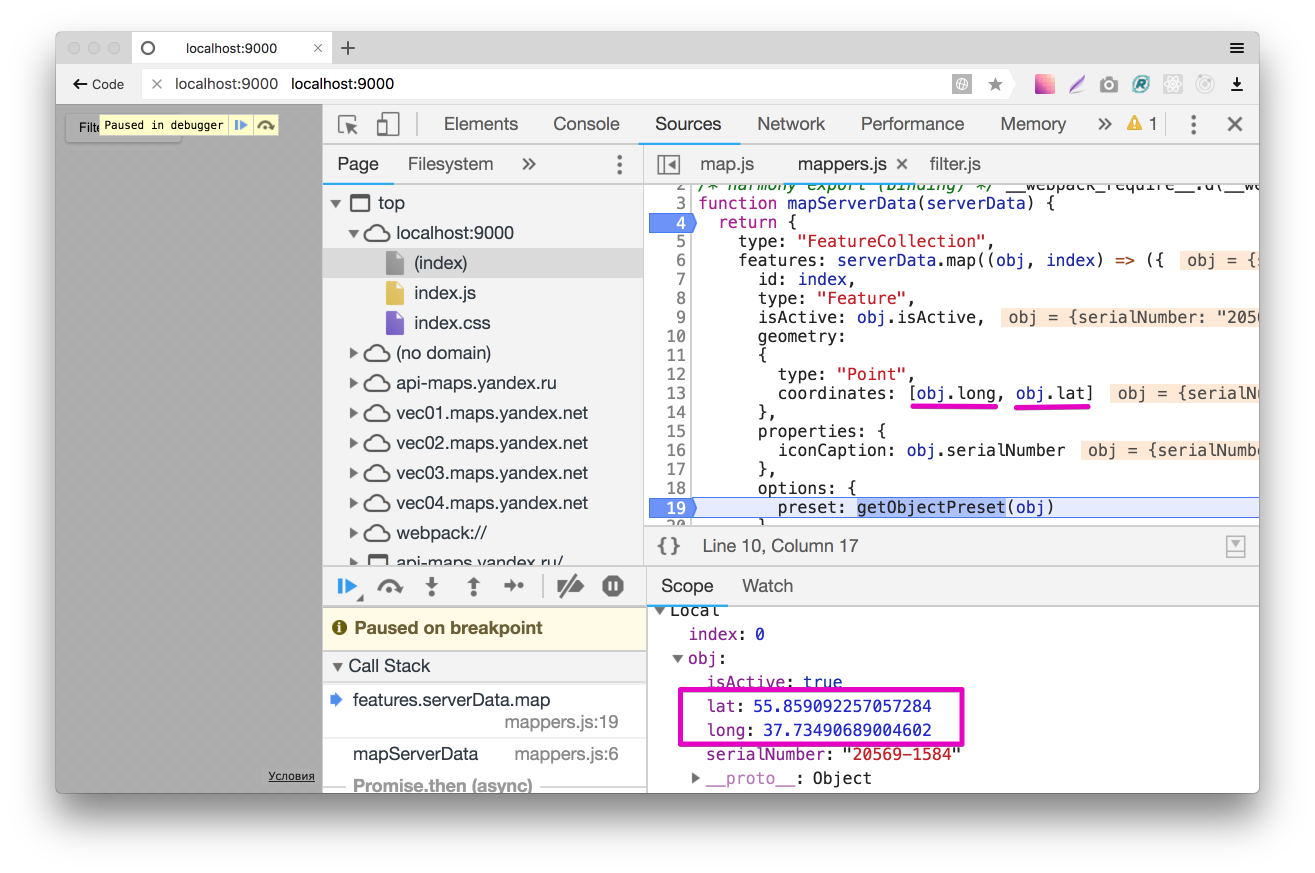 localhost:9000
Code
localhost:9000 localhost:9000
Paused in debugger
Elements Console Sources Network Performance Memory 1
Page Filesystem
map.js mappers.js filter.js
top
localhost:9000
(index)
index.js
index.css
(no domain)
api-maps.yandex.ru
vec01.maps.yandex.net
vec02.maps.yandex.net
vec03.maps.yandex.net
vec04.maps.yandex.net
webpack://
api-maps.yandex.ru/
2 /* harmony export (binding) */ __webpack_require__.d(__we
3 function mapServerData(serverData) {
4 return {
5 type: "FeatureCollection",
6 features: serverData.map((obj, index) => ({ obj = {s
7 id: index,
8 type: "Feature",
9 isActive: obj.isActive, obj = {serialNumber: "2056
10 geometry:
11 {
12 type: "Point",
13 coordinates: [obj.long, obj.lat] obj = {serialN
14 },
15 properties: {
16 iconCaption: obj.serialNumber obj = {serialNumbe
17 },
18 options: {
19 preset: getObjectPreset(obj)
20 }
{} Line 10, Column 17
Paused on breakpoint
Call Stack
features.serverData.map
mappers.js:19
mapServerData mappers.js:6
Promise.then (async)
Scope Watch
Local
index: 0
obj:
isActive: true
lat: 55.859092257057284
long: 37.73490689004602
serialNumber: "20569-1584"
__proto__: Object
Условия